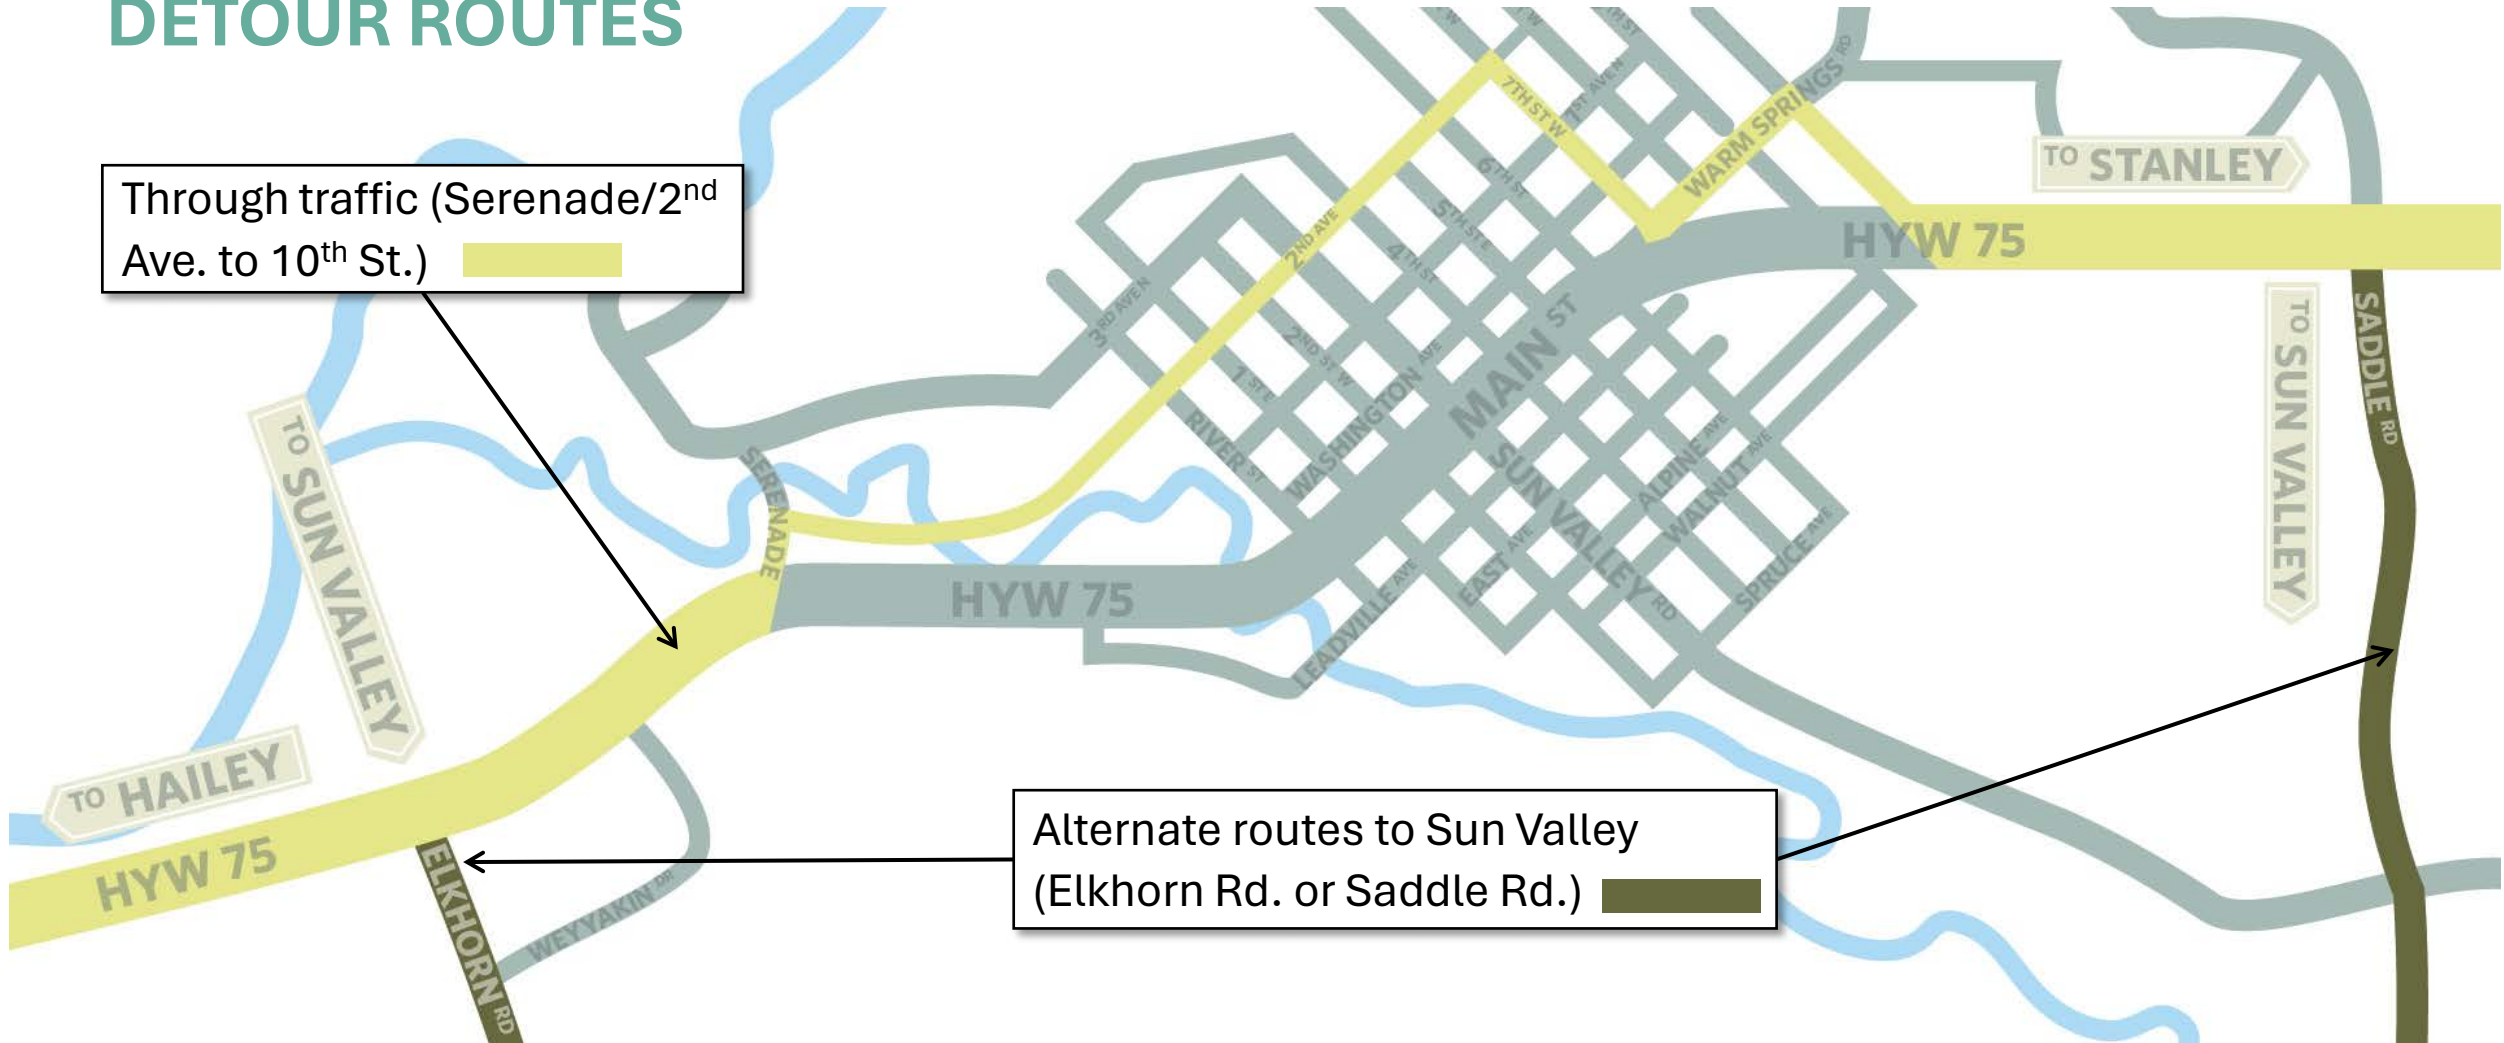 DETOUR ROUTES
Through traffic (Serenade/2nd
Ave. to 10th St.)
TO STANLEY
HYW 75
WARM SPRINGS RD
7TH ST W
1ST AVEN
6TH ST
5TH ST E
4TH ST
2ND AVE
3RD AVEN
2ND ST W
1 ST E
RIVER ST
WASHINGTON AVE
MAIN ST
SUN VALLEY RD
ALPINE AVE
WALNUT AVE
SPRUCE AVE
EAST AVE
LEADVILLE AVE
SERENADE
HYW 75
SADDLE RD
TO SUN VALLEY
TO SUN VALLEY
TO HAILEY
HYW 75
ELKHORN RD
WEYYAKIN DR
Alternate routes to Sun Valley
(Elkhorn Rd. or Saddle Rd.)